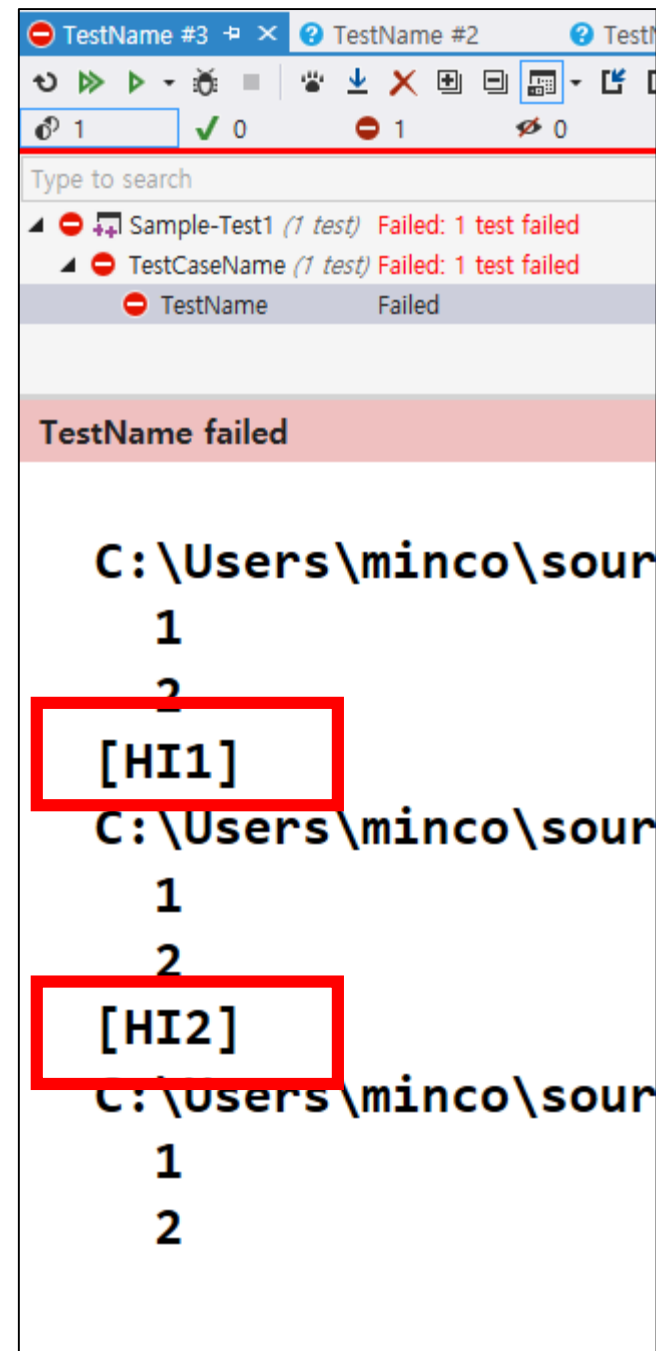 TestName #3 TestName #2 Test
1 0 1 0
Type to search
Sample-Test1 (1 test) Failed: 1 test failed
TestCaseName (1 test) Failed: 1 test failed
TestName Failed
TestName failed
C:\Users\minco\sour
1
2
[HI1]
C:\Users\minco\sour
1
2
[HI2]
C:\Users\minco\sour
1
2